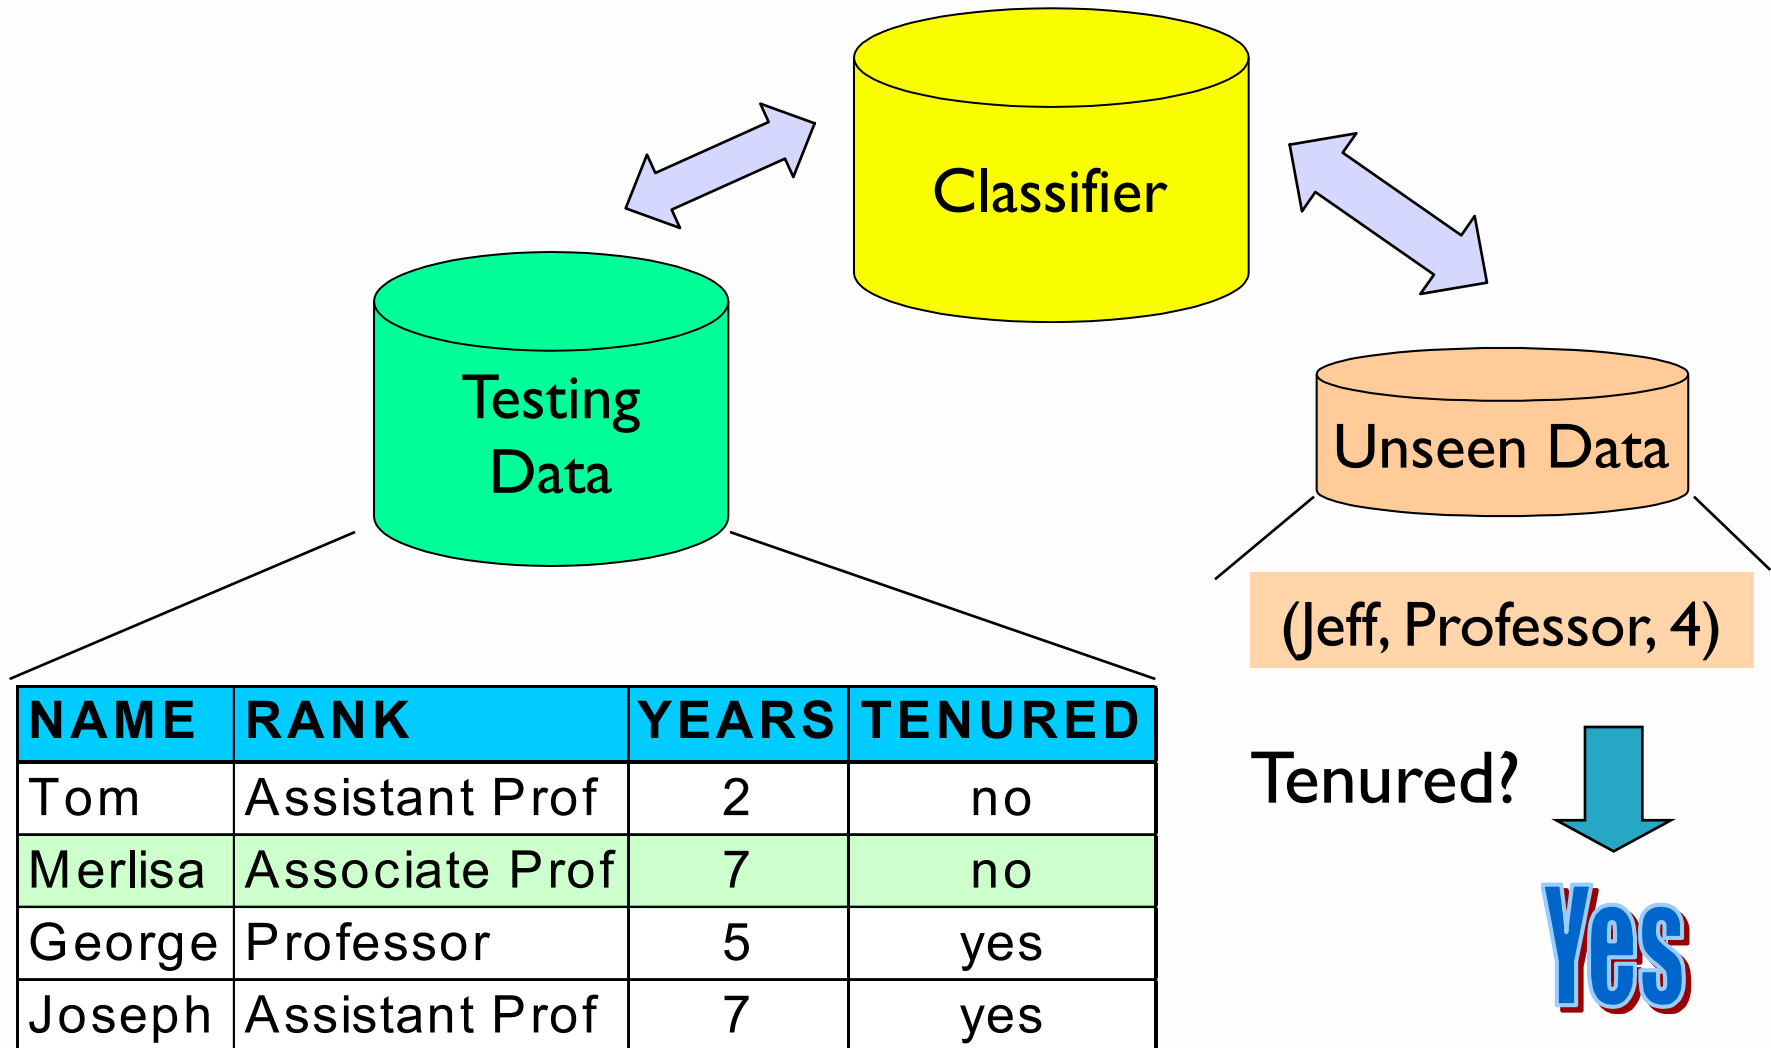 Classifier
Testing
Data
Unseen Data
(Jeff, Professor, 4)
NAME RANK YEARS TENURED
Tom Assistant Prof 2 no
Merlisa Associate Prof 7 no
George Professor 5 yes
Joseph Assistant Prof 7 yes
Tenured?
Yes